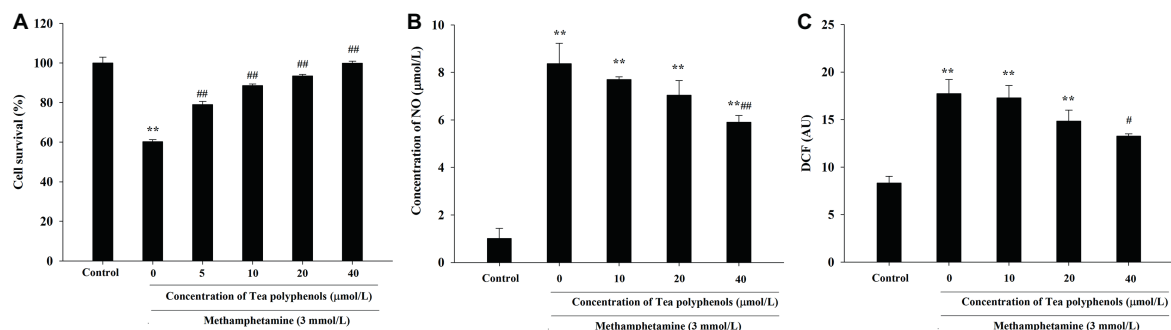 A
Cell survival (%)
120
100
80
60
40
20
0
**
##
##
##
##
Control 0 5 10 20 40
Concentration of Tea polyphenols (μmol/L)
Methamphetamine (3 mmol/L)
B
Concentration of NO (μmol/L)
10
8
6
4
2
0
**
**
**
**##
Control 0 10 20 40
Concentration of Tea polyphenols (μmol/L)
Methamphetamine (3 mmol/L)
C
DCF (AU)
25
20
15
10
5
0
**
**
**
#
Control 0 10 20 40
Concentration of Tea polyphenols (μmol/L)
Methamphetamine (3 mmol/L)